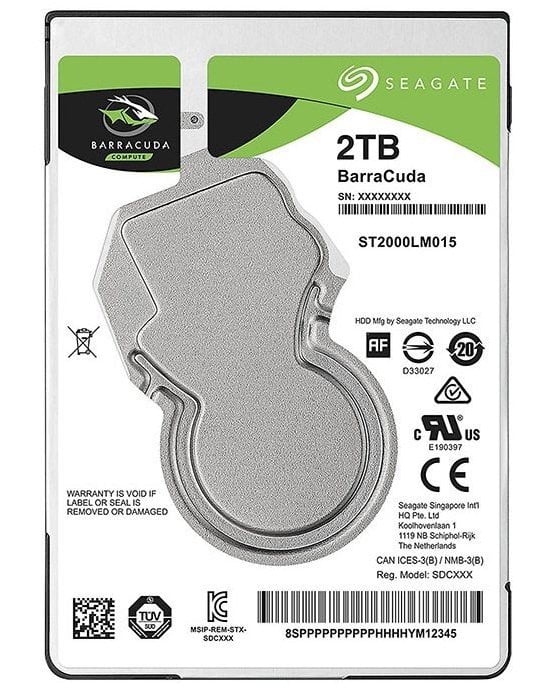 BARRACUDA
COMPUTE
SEAGATE
2TB
BarraCuda
SN: XXXXXXXX
ST2000LM015
HDD Mfg by Seagate Technology LLC
AF
20
D33027
c RU US
E190397
CE
WARRANTY IS VOID IF
LABEL OR SEAL IS
REMOVED OR DAMAGED
Seagate Singapore Int'l
HQ Pte. Ltd
Koolhovenlaan 1
1119 NB Schiphol-Rijk
The Netherlands
CAN ICES-3(B) / NMB-3(B)
Reg. Model: SDCXXX
TÜV
SÜD
MSIP-REM-STX-
SDCXXX
8SPPPPPPPPPPPHHHHYM12345